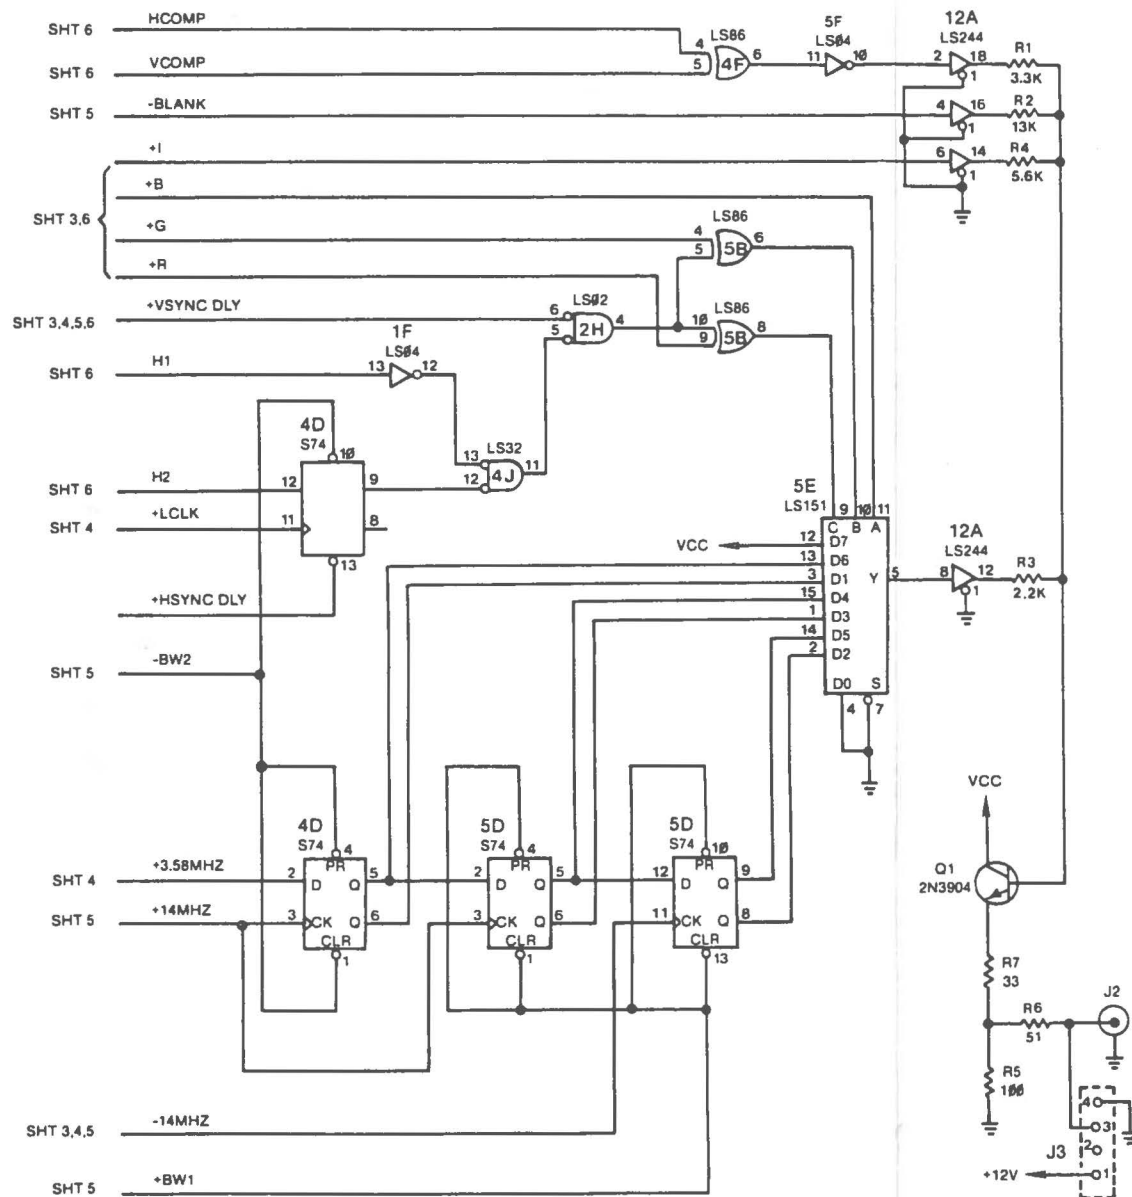 HCOMP
SHT 6
VCOMP
SHT 6
-BLANK
SHT 5
+I
+B
SHT 3,6
+G
+R
+VSYNC DLY
SHT 3,4,5,6
H1
SHT 6
H2
SHT 6
+LCLK
SHT 4
+HSYNC DLY
-BW2
SHT 5
+3.58MHZ
SHT 4
+14MHZ
SHT 5
-14MHZ
SHT 3,4,5
+BW1
SHT 5
LS86
4
5
4F
6
5F
LSØ4
11
1Ø
12A
LS244
2
18
1
R1
3.3K
4
16
1
R2
13K
6
14
1
R4
5.6K
LS86
4
5
5B
6
LS86
1Ø
9
5B
8
LSØ2
6
5
2H
4
1F
LSØ4
13
12
LS32
13
12
4J
11
4D
S74
1Ø
12
9
11
8
13
5E
LS151
9
1Ø
11
C
B
A
VCC
12
D7
13
D6
3
D1
15
D4
1
D3
14
D5
2
D2
Y
5
D0
S
4
7
12A
LS244
8
12
1
R3
2.2K
4D
S74
4
PR
2
D
Q
5
3
CK
Q
6
CLR
1
5D
S74
4
PR
2
D
Q
5
3
CK
Q
6
CLR
1
5D
S74
1Ø
PR
12
D
Q
9
11
CK
Q
8
CLR
13
VCC
Q1
2N3904
R7
33
R6
51
J2
R5
1ØØ
4
3
J3
2
+12V
1